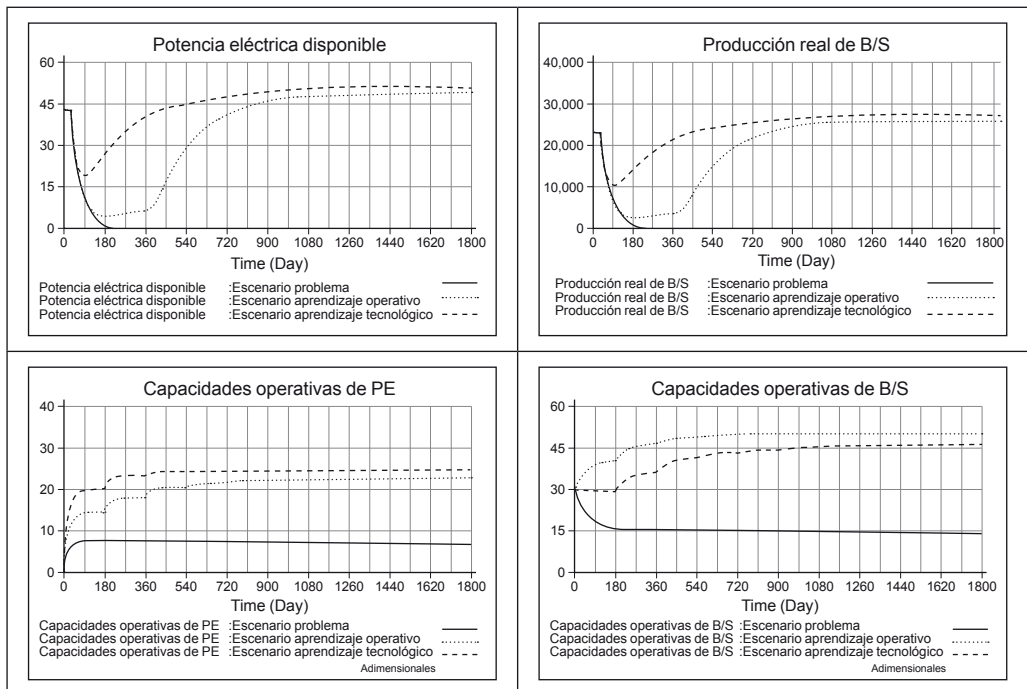 Potencia eléctrica disponible
60
45
30
15
0
0 180 360 540 720 900 1080 1260 1440 1620 1800
Time (Day)
Potencia eléctrica disponible :Escenario problema
Potencia eléctrica disponible :Escenario aprendizaje operativo
Potencia eléctrica disponible :Escenario aprendizaje tecnológico
Producción real de B/S
40,000
30,000
20,000
10,000
0
0 180 360 540 720 900 1080 1260 1440 1620 1800
Time (Day)
Producción real de B/S :Escenario problema
Producción real de B/S :Escenario aprendizaje operativo
Producción real de B/S :Escenario aprendizaje tecnológico
Capacidades operativas de PE
40
30
20
10
0
0 180 360 540 720 900 1080 1260 1440 1620 1800
Time (Day)
Capacidades operativas de PE :Escenario problema
Capacidades operativas de PE :Escenario aprendizaje operativo
Capacidades operativas de PE :Escenario aprendizaje tecnológico
Adimensionales
Capacidades operativas de B/S
60
45
30
15
0
0 180 360 540 720 900 1080 1260 1440 1620 1800
Time (Day)
Capacidades operativas de B/S :Escenario problema
Capacidades operativas de B/S :Escenario aprendizaje operativo
Capacidades operativas de B/S :Escenario aprendizaje tecnológico
Adimensionales